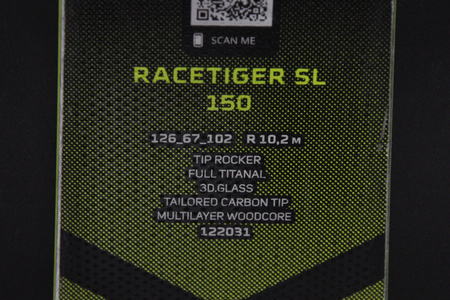 SCAN ME
RACETIGER SL
150
126_67_102 R 10,2 M
TIP ROCKER
FULL TITANAL
3D.GLASS
TAILORED CARBON TIP
MULTILAYER WOODCORE
122031